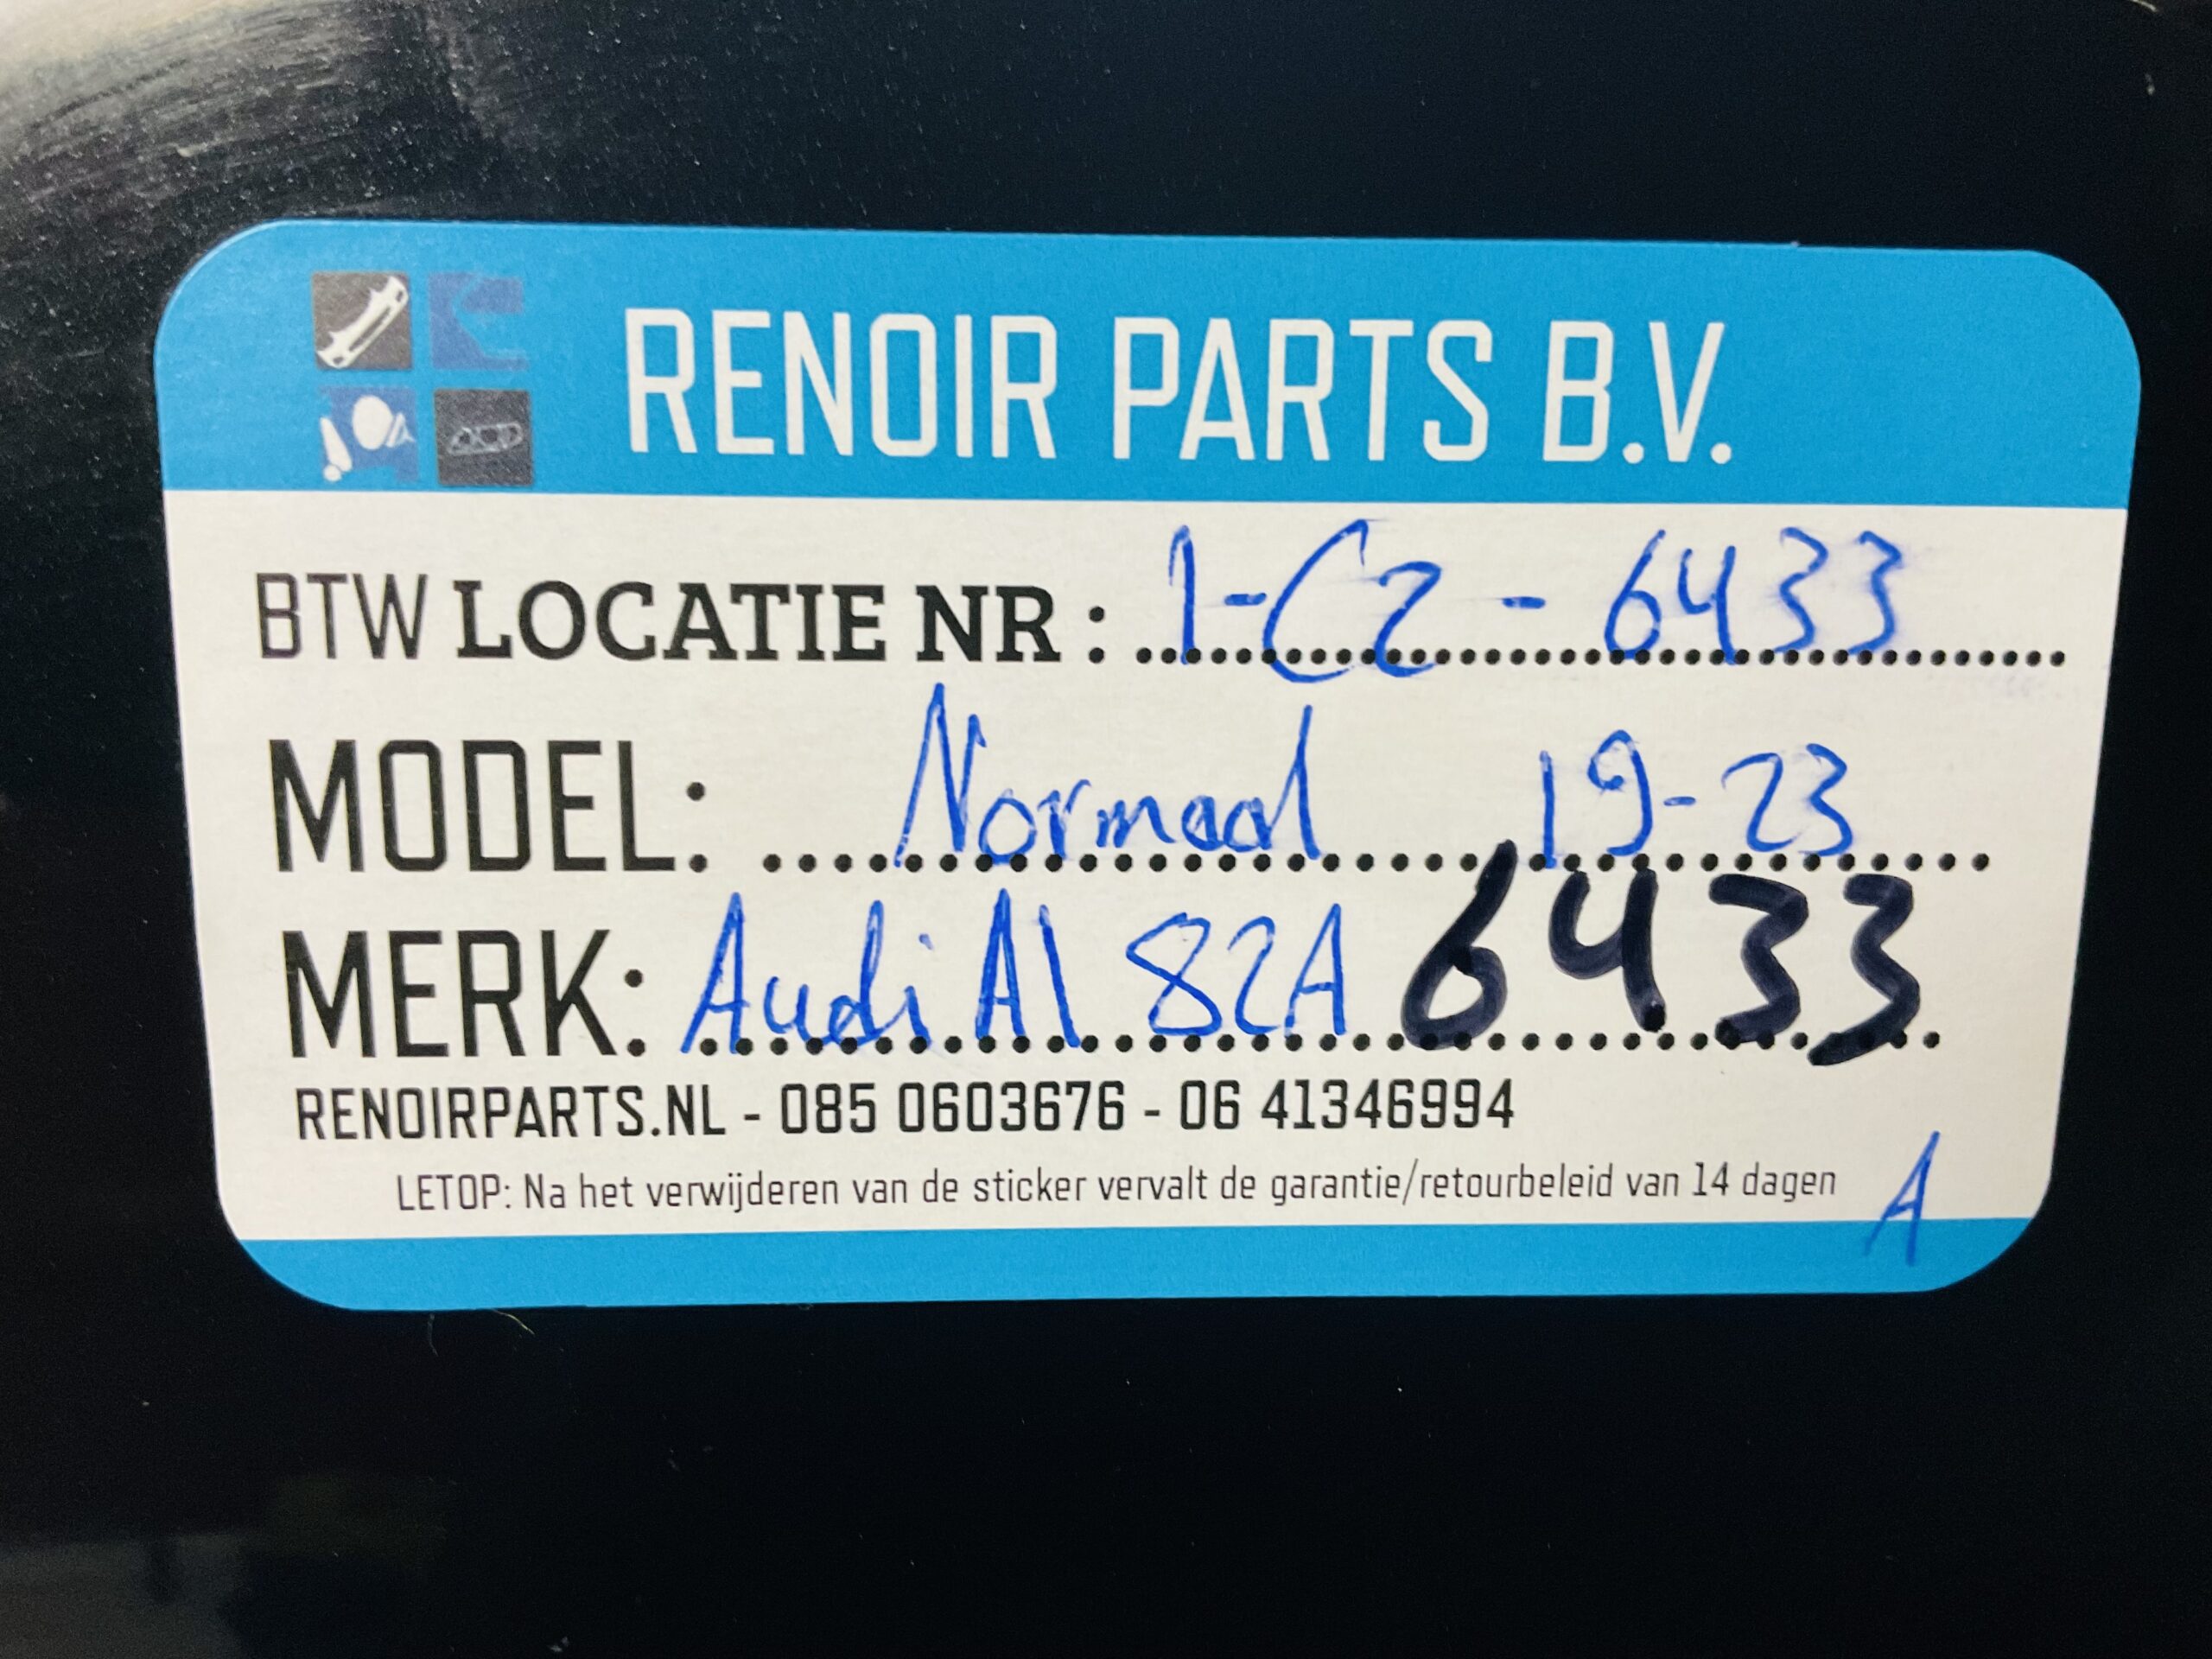 RENOIR PARTS B.V.
BTW LOCATIE NR : 1-C2 - 6433
MODEL: Normaal 19-23
MERK: Audi A1 82A 6433
RENOIRPARTS.NL - 085 0603676 - 06 41346994
LETOP: Na het verwijderen van de sticker vervalt de garantie/retourbeleid van 14 dagen
A